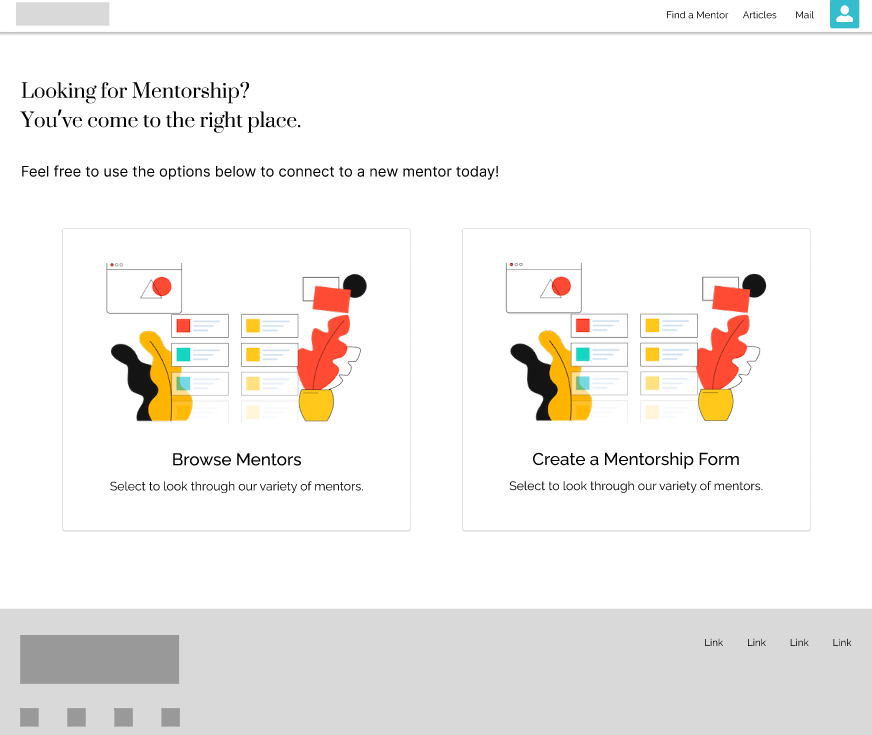 Find a Mentor Articles Mail
Looking for Mentorship?
You've come to the right place.
Feel free to use the options below to connect to a new mentor today!
Browse Mentors
Select to look through our variety of mentors.
Create a Mentorship Form
Select to look through our variety of mentors.
Link Link Link Link